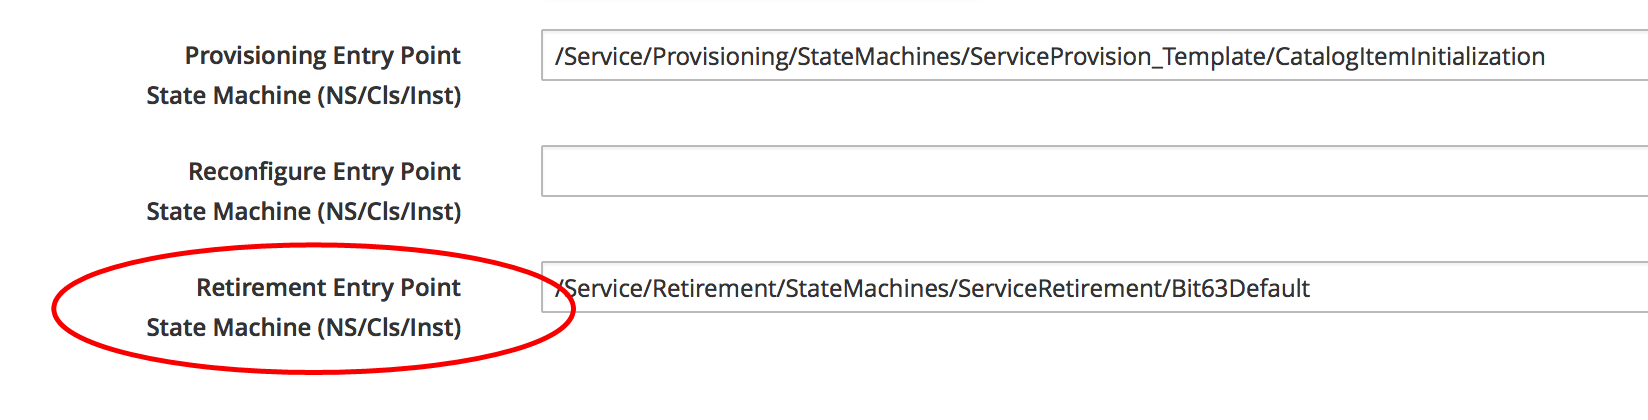 Provisioning Entry Point
State Machine (NS/Cls/Inst)
/Service/Provisioning/StateMachines/ServiceProvision_Template/CatalogItemInitialization
Reconfigure Entry Point
State Machine (NS/Cls/Inst)
Retirement Entry Point
State Machine (NS/Cls/Inst)
/Service/Retirement/StateMachines/ServiceRetirement/Bit63Default